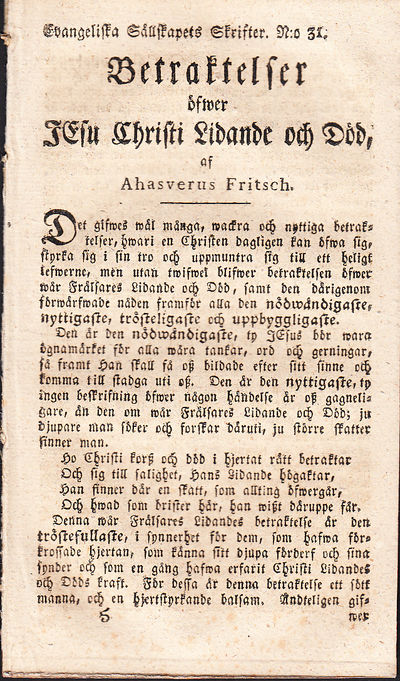 Evangeliska Sällskapets Skrifter. N:o 31.
Betraktelser
öfwer
JEsu Christi Lidande och Död,
af
Ahasverus Fritsch.
Det gifwes wäl många, wackra och nyttiga betrak-
telser, hwari en Christen dagligen kan öfwa sig,
styrka sig i sin tro och uppmuntra sig till ett heligt
lefwerne, men utan twifwel blifwer betraktelsen öfwer
wår Frälsares Lidande och Död, samt den därigenom
förwärfwade nåden framför alla den nödwändigaste,
nyttigaste, trösteligaste och uppbyggligaste.
Den är den nödwändigaste, ty JEsus bör wara
ögnamärket för alla wåra tankar, ord och gerningar,
så framt Han skall få oß bildade efter sitt sinne och
komma till stadga uti oß. Den är den nyttigaste, ty
ingen beskrifning öfwer någon händelse är oß gagneli-
gare, än den om wår Frälsares Lidande och Död; ju
djupare man söker och forskar däruti, ju större skatter
finner man.
Ho Christi korß och död i hjertat rätt betraktar
Och sig till salighet, Hans Lidande högaktar,
Han finner där en skatt, som allting öfwergår,
Och hwad som brister här, han wißt däruppe får.
Denna wår Frälsares Lidandes betraktelse är den
tröstefullaste, i synnerhet för dem, som hafwa för-
krossade hjertan, som känna sitt djupa förderf och sina
synder och som en gång hafwa erfarit Christi Lidandes
och Döds kraft. För dessa är denna betraktelse ett sött
manna, och en hjertstyrkande balsam. Ändteligen gif-
wer